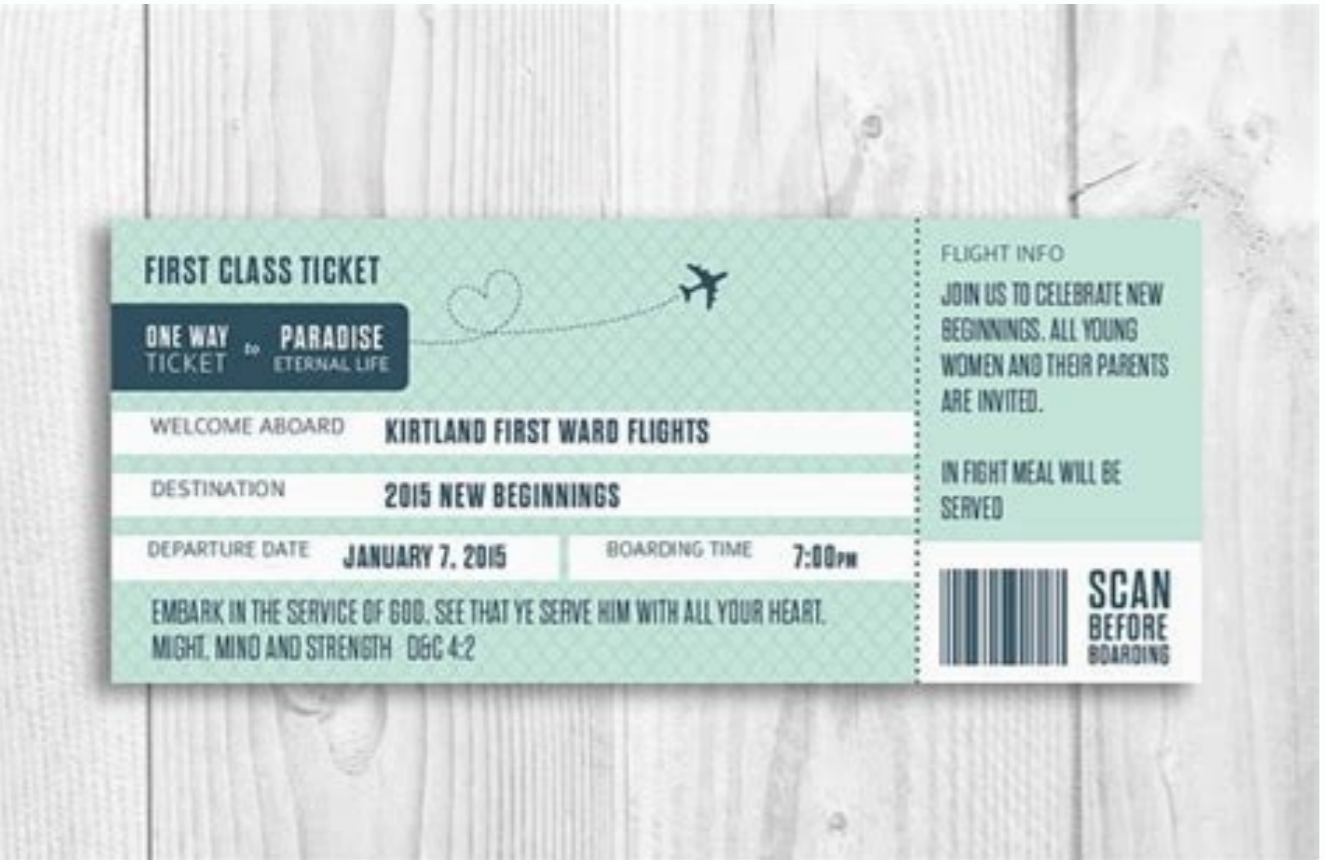 FIRST CLASS TICKET
ONE WAY TICKET to PARADISE ETERNAL LIFE
WELCOME ABOARD KIRTLAND FIRST WARD FLIGHTS
DESTINATION 2015 NEW BEGINNINGS
DEPARTURE DATE JANUARY 7, 2015 BOARDING TIME 7:00PM
EMBARK IN THE SERVICE OF GOD. SEE THAT YE SERVE HIM WITH ALL YOUR HEART,
MIGHT, MIND AND STRENGTH D&C 4:2
FLIGHT INFO
JOIN US TO CELEBRATE NEW
BEGINNINGS. ALL YOUNG
WOMEN AND THEIR PARENTS
ARE INVITED.
IN FIGHT MEAL WILL BE
SERVED
SCAN
BEFORE
BOARDING